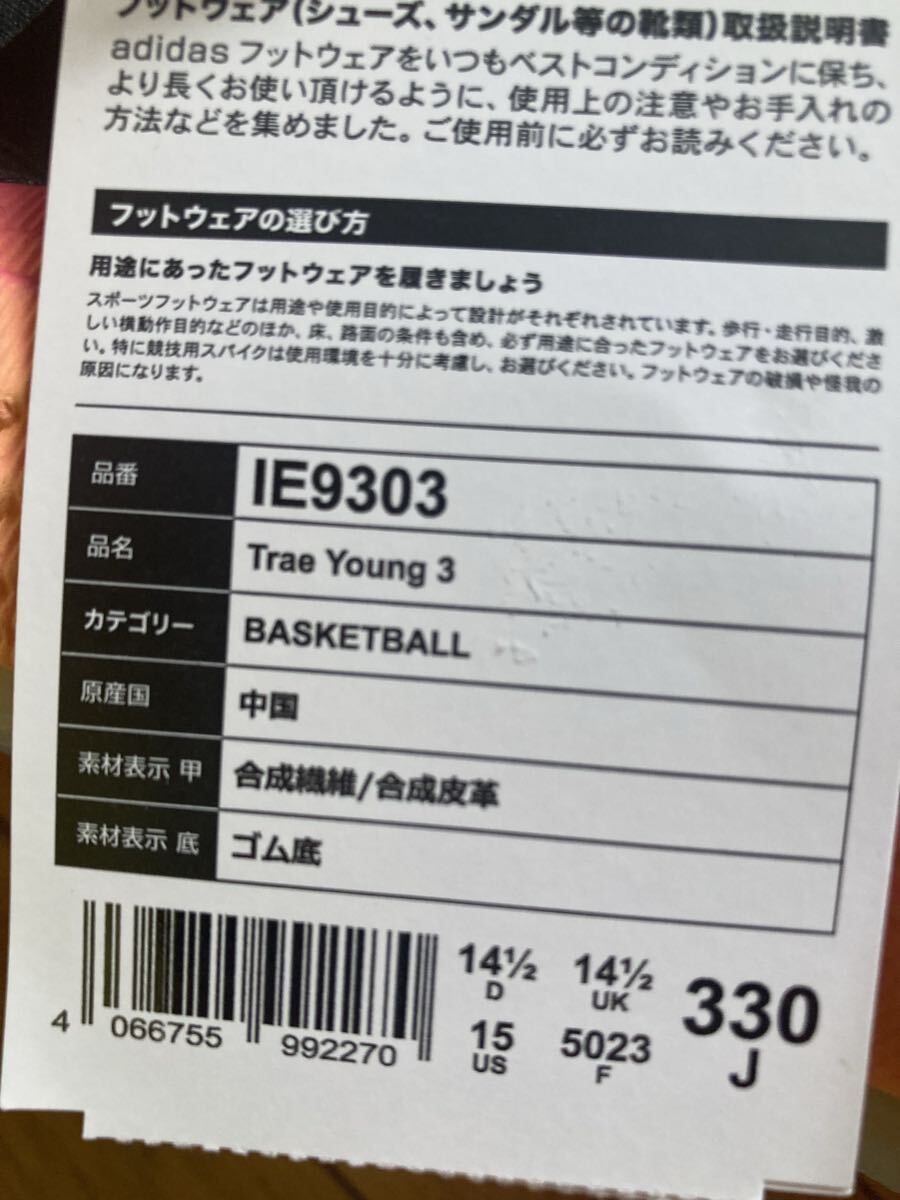 フットウェア(シューズ、サンダル等の靴類)取扱説明書
adidas フットウェアをいつもベストコンディションに保ち、
より長くお使い頂けるように、使用上の注意やお手入れの
方法などを集めました。ご使用前に必ずお読みください。
フットウェアの選び方
用途にあったフットウェアを履きましょう
スポーツフットウェアは用途や使用目的によって設計がそれぞれされています。歩行・走行目的、激
しい横動作目的などのほか、床、路面の条件も含め、必ず用途に合ったフットウェアをお選びくださ
い。特に競技用スパイクは使用環境を十分に考慮し、お選びください。フットウェアの破損や怪我の
原因になります。
品番 IE9303
品名 Trae Young 3
カテゴリー BASKETBALL
原産国 中国
素材表示 甲 合成繊維/合成皮革
素材表示 底 ゴム底
4 066755 992270
14½ 14½
D UK
15 5023
US F
330
J